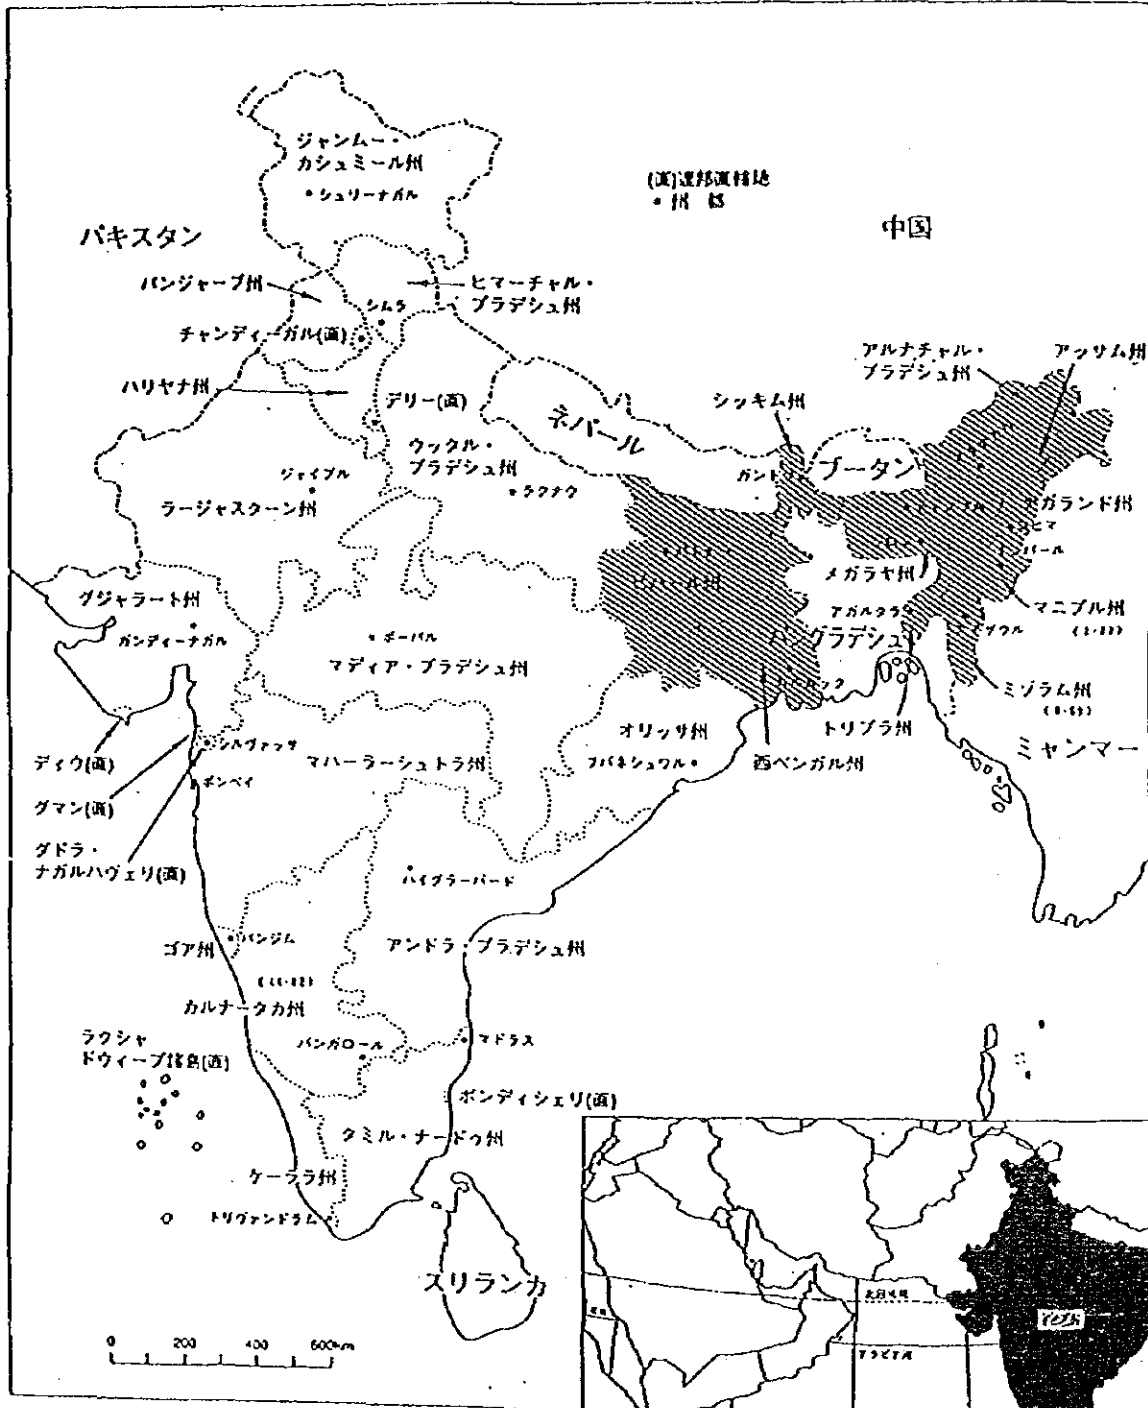 ジャンムー・
カシュミール州
シュリーナガル
(直)連邦直轄地
州都
パキスタン
中国
パンジャーブ州
ヒマーチャル・
プラデシュ州
シムラ
チャンディーガル(直)
アルナチャル・
プラデシュ州
アッサム州
ハリヤナ州
デリー(直)
シッキム州
ネパール
ブータン
ウックル・
プラデシュ州
ジャイプル
ラクナウ
ラージャスターン州
メガラヤ州
グジャラート州
ガンディーナガル
アガルタラ
マニプル州
ボーパル
マディア・プラデシュ州
バングラデシュ
ビハール州
ミゾラム州
オリッサ州
トリプラ州
ディウ(直)
シルヴァッサ
マハーラーシュトラ州
ブバネシュワル
西ベンガル州
ミャンマー
グマン(直)
ボンベイ
グドラ・
ナガルハヴェリ(直)
ハイグラーバード
ゴア州
パンジム
アンドラ・プラデシュ州
カルナータカ州
ラクシャ
ドウィープ諸島(直)
バンガロール
マドラス
ポンディシェリ(直)
タミル・ナードゥ州
ケーララ州
トリヴァンドラム
スリランカ
0 200 400 600km
インド
アラビア海